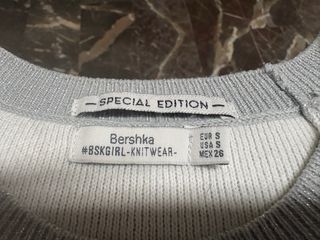 — SPECIAL EDITION —
Bershka
#BSKGIRL-KNITWEAR-
EUR S
USA S
MEX 26